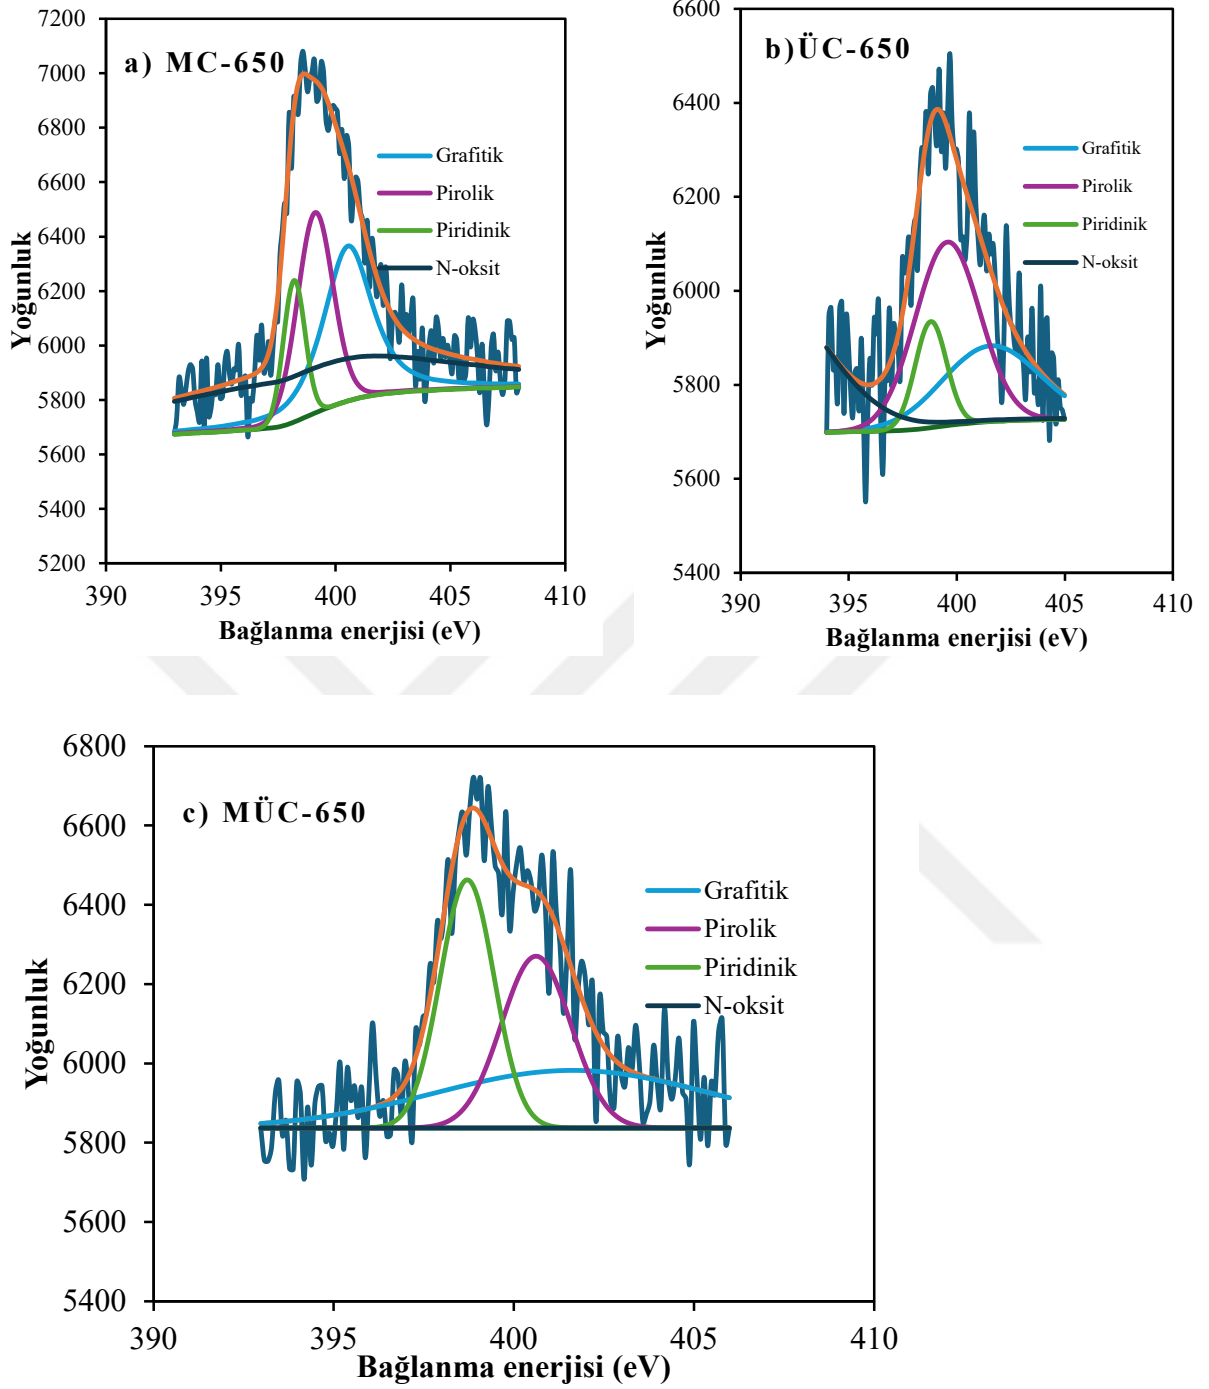 a) MC-650
7200
7000
6800
6600
6400
6200
6000
5800
5600
5400
5200
Yoğunluk
Grafitik
Pirolik
Piridinik
N-oksit
390 395 400 405 410
Bağlanma enerjisi (eV)
b)ÜC-650
6600
6400
6200
6000
5800
5600
5400
Yoğunluk
Grafitik
Pirolik
Piridinik
N-oksit
390 395 400 405 410
Bağlanma enerjisi (eV)
c) MÜC-650
6800
6600
6400
6200
6000
5800
5600
5400
Yoğunluk
Grafitik
Pirolik
Piridinik
N-oksit
390 395 400 405 410
Bağlanma enerjisi (eV)